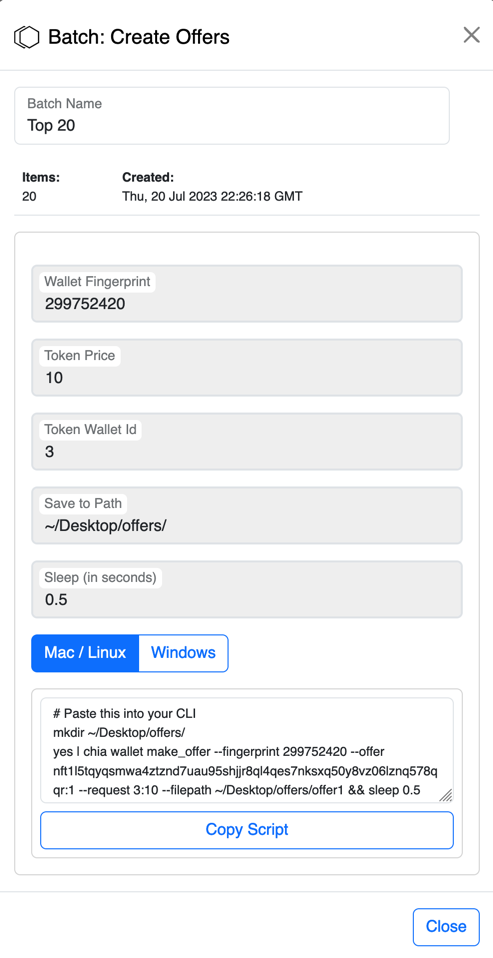 Batch: Create Offers
Batch Name
Top 20
Items: Created:
20 Thu, 20 Jul 2023 22:26:18 GMT
Wallet Fingerprint
299752420
Token Price
10
Token Wallet Id
3
Save to Path
~/Desktop/offers/
Sleep (in seconds)
0.5
Mac / Linux Windows
# Paste this into your CLI
mkdir ~/Desktop/offers/
yes | chia wallet make_offer --fingerprint 299752420 --offer
nft1l5tqyqsmwa4ztznd7uau95shjjr8ql4qes7nksxq50y8vz06lznq578q
qr:1 --request 3:10 --filepath ~/Desktop/offers/offer1 && sleep 0.5
Copy Script
Close